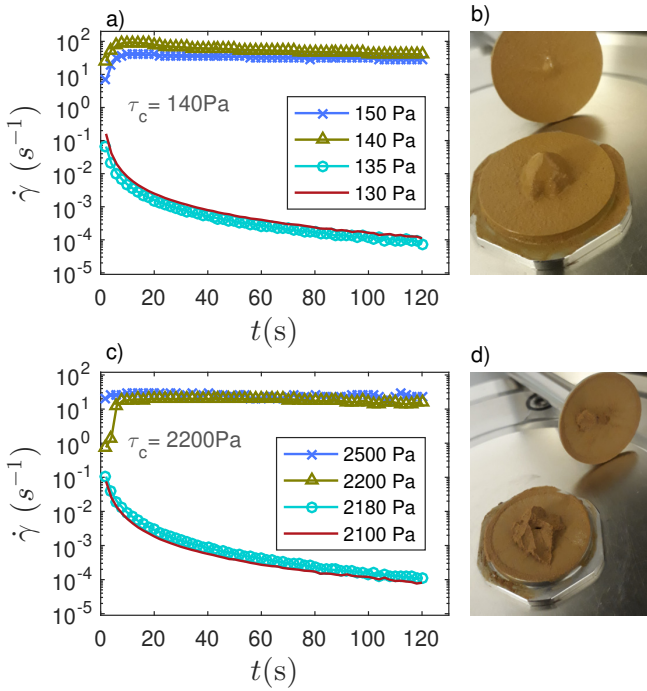 a)
b)
10^2
10^1
10^0
10^-1
10^-2
10^-3
10^-4
10^-5
γ̇ (s^-1)
τ_c = 140Pa
150 Pa
140 Pa
135 Pa
130 Pa
0 20 40 60 80 100 120
t(s)
c)
d)
10^2
10^1
10^0
10^-1
10^-2
10^-3
10^-4
10^-5
γ̇ (s^-1)
τ_c = 2200Pa
2500 Pa
2200 Pa
2180 Pa
2100 Pa
0 20 40 60 80 100 120
t(s)